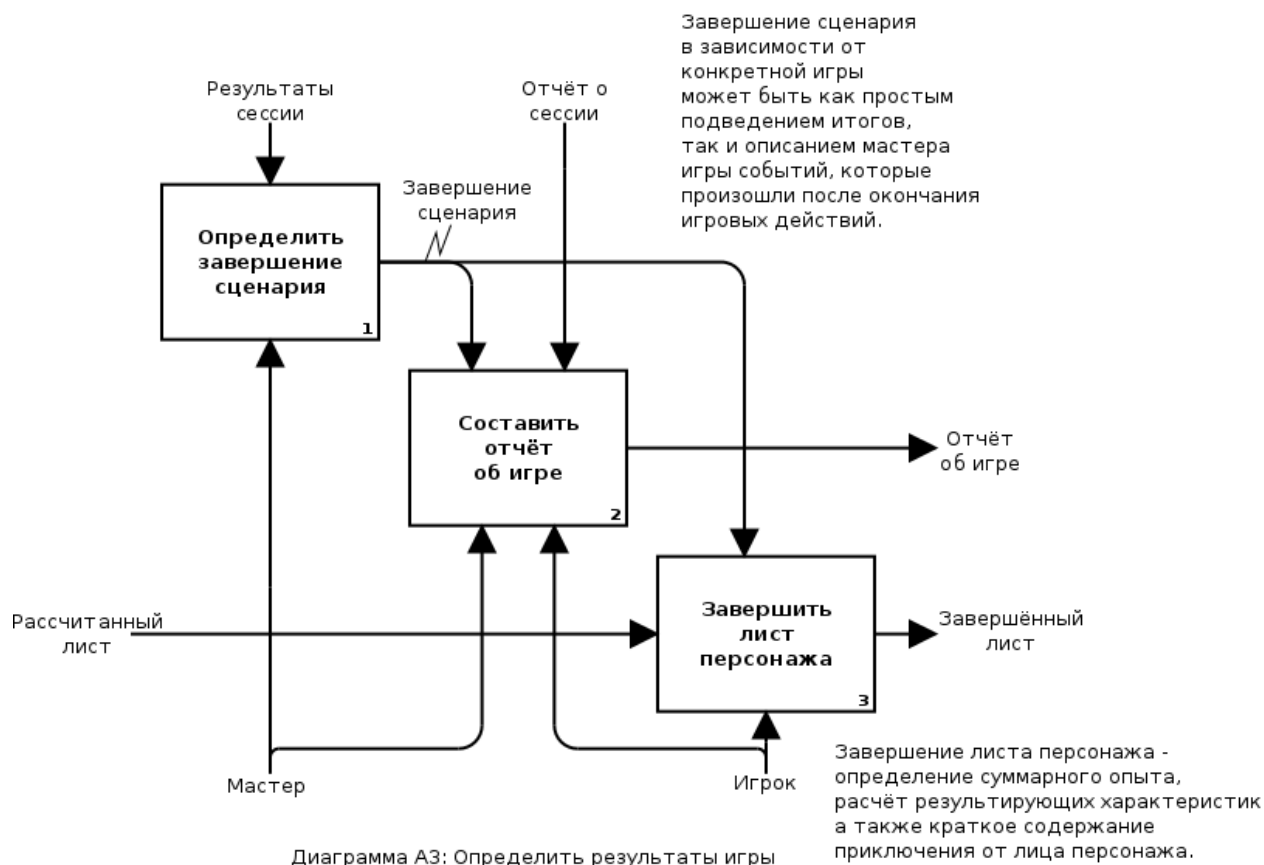 Завершение сценария
в зависимости от
конкретной игры
может быть как простым
подведением итогов,
так и описанием мастера
игры событий, которые
произошли после окончания
игровых действий.
Результаты
сессии
Отчёт о
сессии
Завершение
сценария
Определить
завершение
сценария
1
Составить
отчёт
об игре
2
Отчёт
об игре
Рассчитанный
лист
Завершить
лист
персонажа
3
Завершённый
лист
Мастер
Игрок
Завершение листа персонажа -
определение суммарного опыта,
расчёт результирующих характеристик
а также краткое содержание
приключения от лица персонажа.
Диаграмма А3: Определить результаты игры